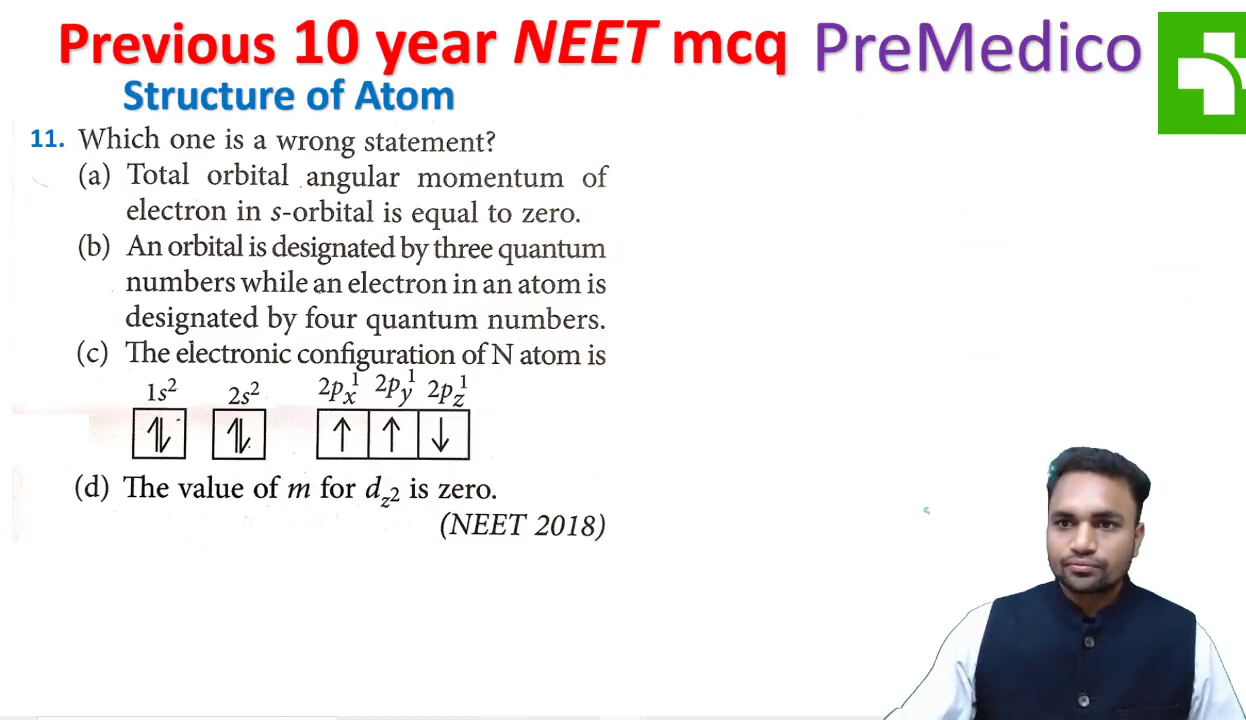 Previous 10 year NEET mcq PreMedico
Structure of Atom
11. Which one is a wrong statement?
(a) Total orbital angular momentum of
electron in s-orbital is equal to zero.
(b) An orbital is designated by three quantum
numbers while an electron in an atom is
designated by four quantum numbers.
(c) The electronic configuration of N atom is
1s² 2s² 2pₓ¹ 2p_y¹ 2p_z¹
⥮ ⥮ ↑ ↑ ↓
(d) The value of m for d_z2 is zero.
(NEET 2018)